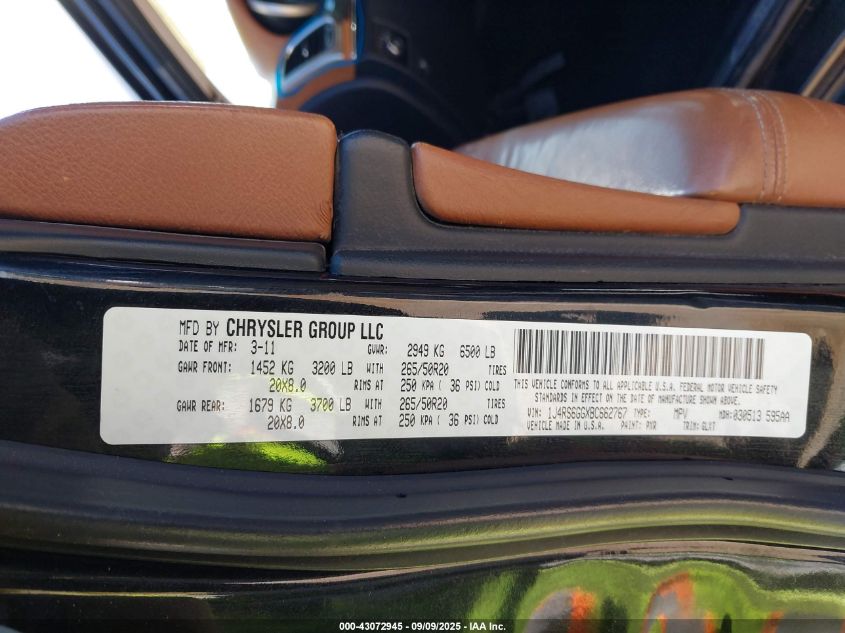 MFD BY CHRYSLER GROUP LLC
DATE OF MFR: 3-11 GVWR: 2949 KG 6500 LB
GAWR FRONT: 1452 KG 3200 LB WITH 265/50R20 TIRES
20X8.0 RIMS AT 250 KPA ( 36 PSI) COLD
GAWR REAR: 1679 KG 3700 LB WITH 265/50R20 TIRES
20X8.0 RIMS AT 250 KPA ( 36 PSI) COLD
THIS VEHICLE CONFORMS TO ALL APPLICABLE U.S.A. FEDERAL MOTOR VEHICLE SAFETY
STANDARDS IN EFFECT ON THE DATE OF MANUFACTURE SHOWN ABOVE.
VIN: 1J4RS6GGXBC662767 TYPE: MPV MDH: 030513 595AA
VEHICLE MADE IN U.S.A. PAINT: PXR TRIM: GLXT
000-43072945 - 09/09/2025 - IAA Inc.